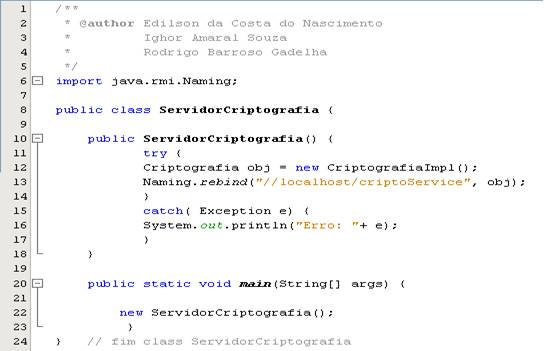 1 /**
2 * @author Edilson da Costa do Nascimento
3 * Ighor Amaral Souza
4 * Rodrigo Barroso Gadelha
5 */
6 import java.rmi.Naming;
7
8 public class ServidorCriptografia {
9
10 public ServidorCriptografia() {
11 try {
12 Criptografia obj = new CriptografiaImpl();
13 Naming.rebind("//localhost/criptoService", obj);
14 }
15 catch( Exception e) {
16 System.out.println("Erro: "+ e);
17 }
18 }
19
20 public static void main(String[] args) {
21
22 new ServidorCriptografia();
23 }
24 } // fim class ServidorCriptografia